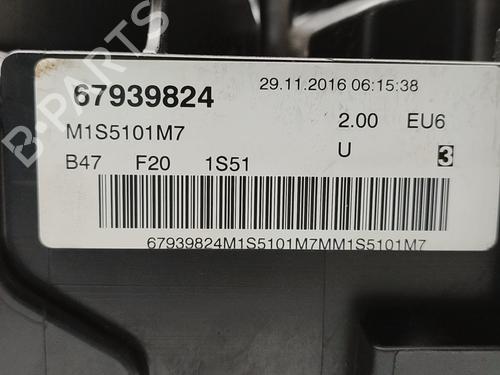 67939824 29.11.2016 06:15:38
M1S5101M7 2.00 EU6
B47 F20 1S51 U 3
67939824M1S5101M7MM1S5101M7
B-PARTS